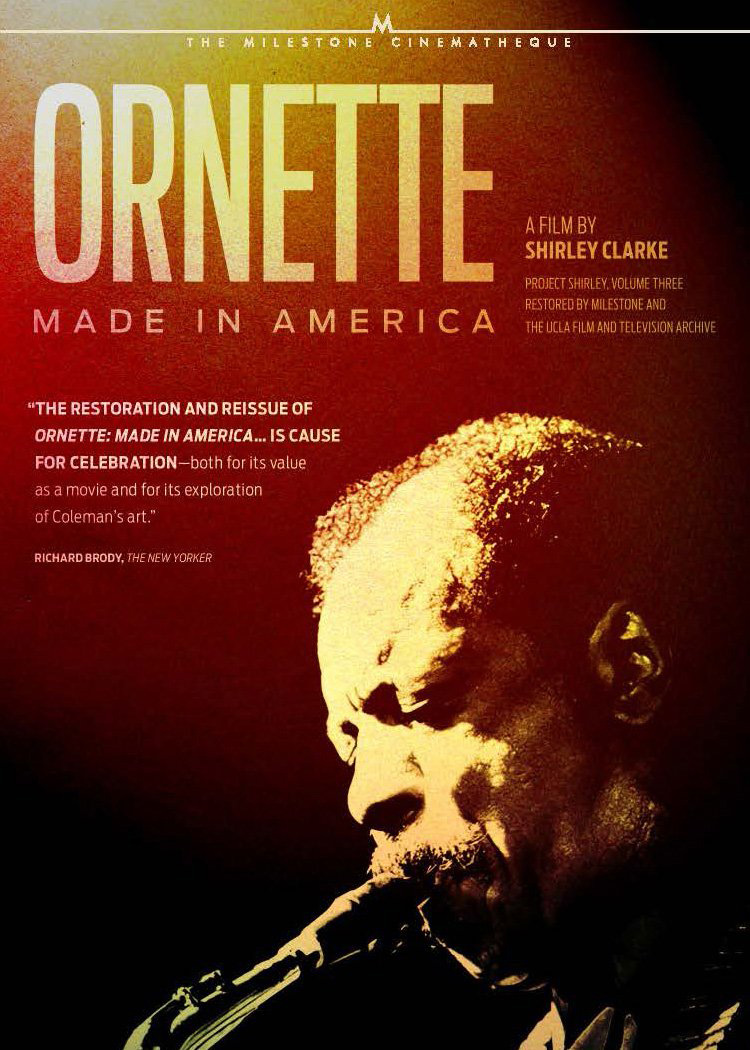 M
THE MILESTONE CINEMATHEQUE
ORNETTE
MADE IN AMERICA
A FILM BY
SHIRLEY CLARKE
PROJECT SHIRLEY, VOLUME THREE
RESTORED BY MILESTONE AND
THE UCLA FILM AND TELEVISION ARCHIVE
“THE RESTORATION AND REISSUE OF
ORNETTE: MADE IN AMERICA... IS CAUSE
FOR CELEBRATION—both for its value
as a movie and for its exploration
of Coleman's art.”
RICHARD BRODY, THE NEW YORKER